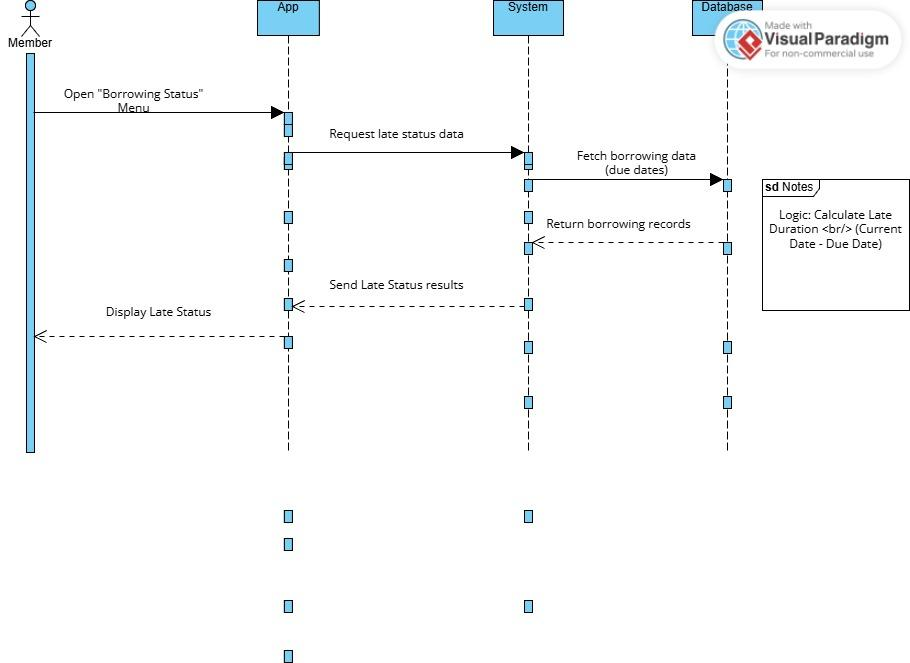 App
System
Database
Made with
VisualParadigm
For non-commercial use
Member
Open "Borrowing Status"
Menu
Request late status data
Fetch borrowing data
(due dates)
sd Notes
Logic: Calculate Late
Duration <br/> (Current
Date - Due Date)
Return borrowing records
Send Late Status results
Display Late Status